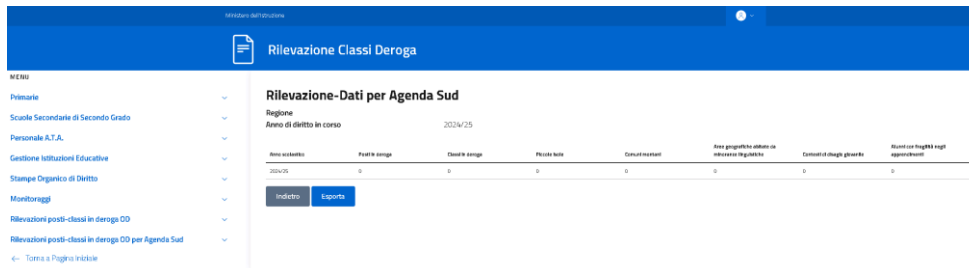 Ministero dell'Istruzione
Rilevazione Classi Deroga
MENU
Primarie
Scuole Secondarie di Secondo Grado
Personale A.T.A.
Gestione Istituzioni Educative
Stampe Organico di Diritto
Monitoraggi
Rilevazioni posti-classi in deroga OD
Rilevazioni posti-classi in deroga OD per Agenda Sud
← Torna a Pagina Iniziale
Rilevazione-Dati per Agenda Sud
Regione
Anno di diritto in corso 2024/25
Anno scolastico Posti in deroga Classi in deroga Piccole Isole Comuni montani Aree geografiche abitate da minoranze linguistiche Contesti di disagio giovanile Alunni con fragilità negli apprendimenti
2024/25 0 0 0 0 0 0 0
Indietro Esporta